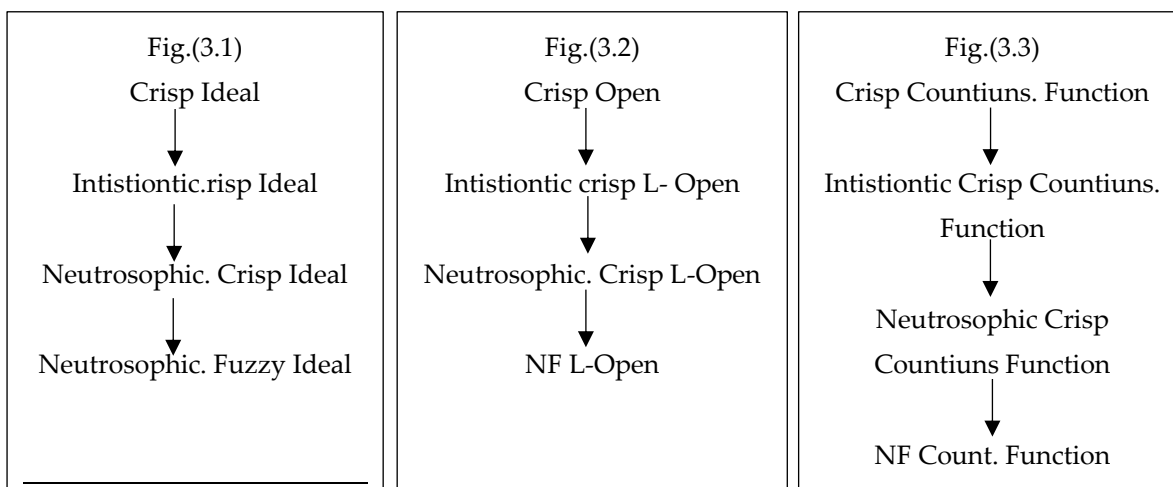 Fig.(3.1)
Crisp Ideal
Intistiontic.risp Ideal
Neutrosophic. Crisp Ideal
Neutrosophic. Fuzzy Ideal
Fig.(3.2)
Crisp Open
Intistiontic crisp L- Open
Neutrosophic. Crisp L-Open
NF L-Open
Fig.(3.3)
Crisp Countiuns. Function
Intistiontic Crisp Countiuns.
Function
Neutrosophic Crisp
Countiuns Function
NF Count. Function